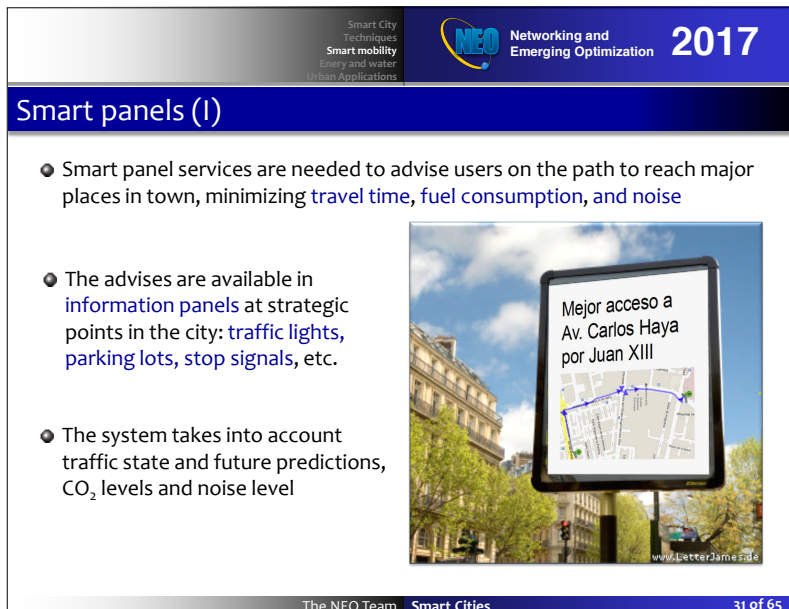 Smart City
Techniques
Smart mobility
Enery and water
Urban Applications
NEO
Networking and
Emerging Optimization
2017
Smart panels (I)
Smart panel services are needed to advise users on the path to reach major
places in town, minimizing travel time, fuel consumption, and noise
The advises are available in
information panels at strategic
points in the city: traffic lights,
parking lots, stop signals, etc.
The system takes into account
traffic state and future predictions,
CO₂ levels and noise level
Mejor acceso a
Av. Carlos Haya
por Juan XIII
www.LetterJames.de
The NEO Team
Smart Cities
31 of 65